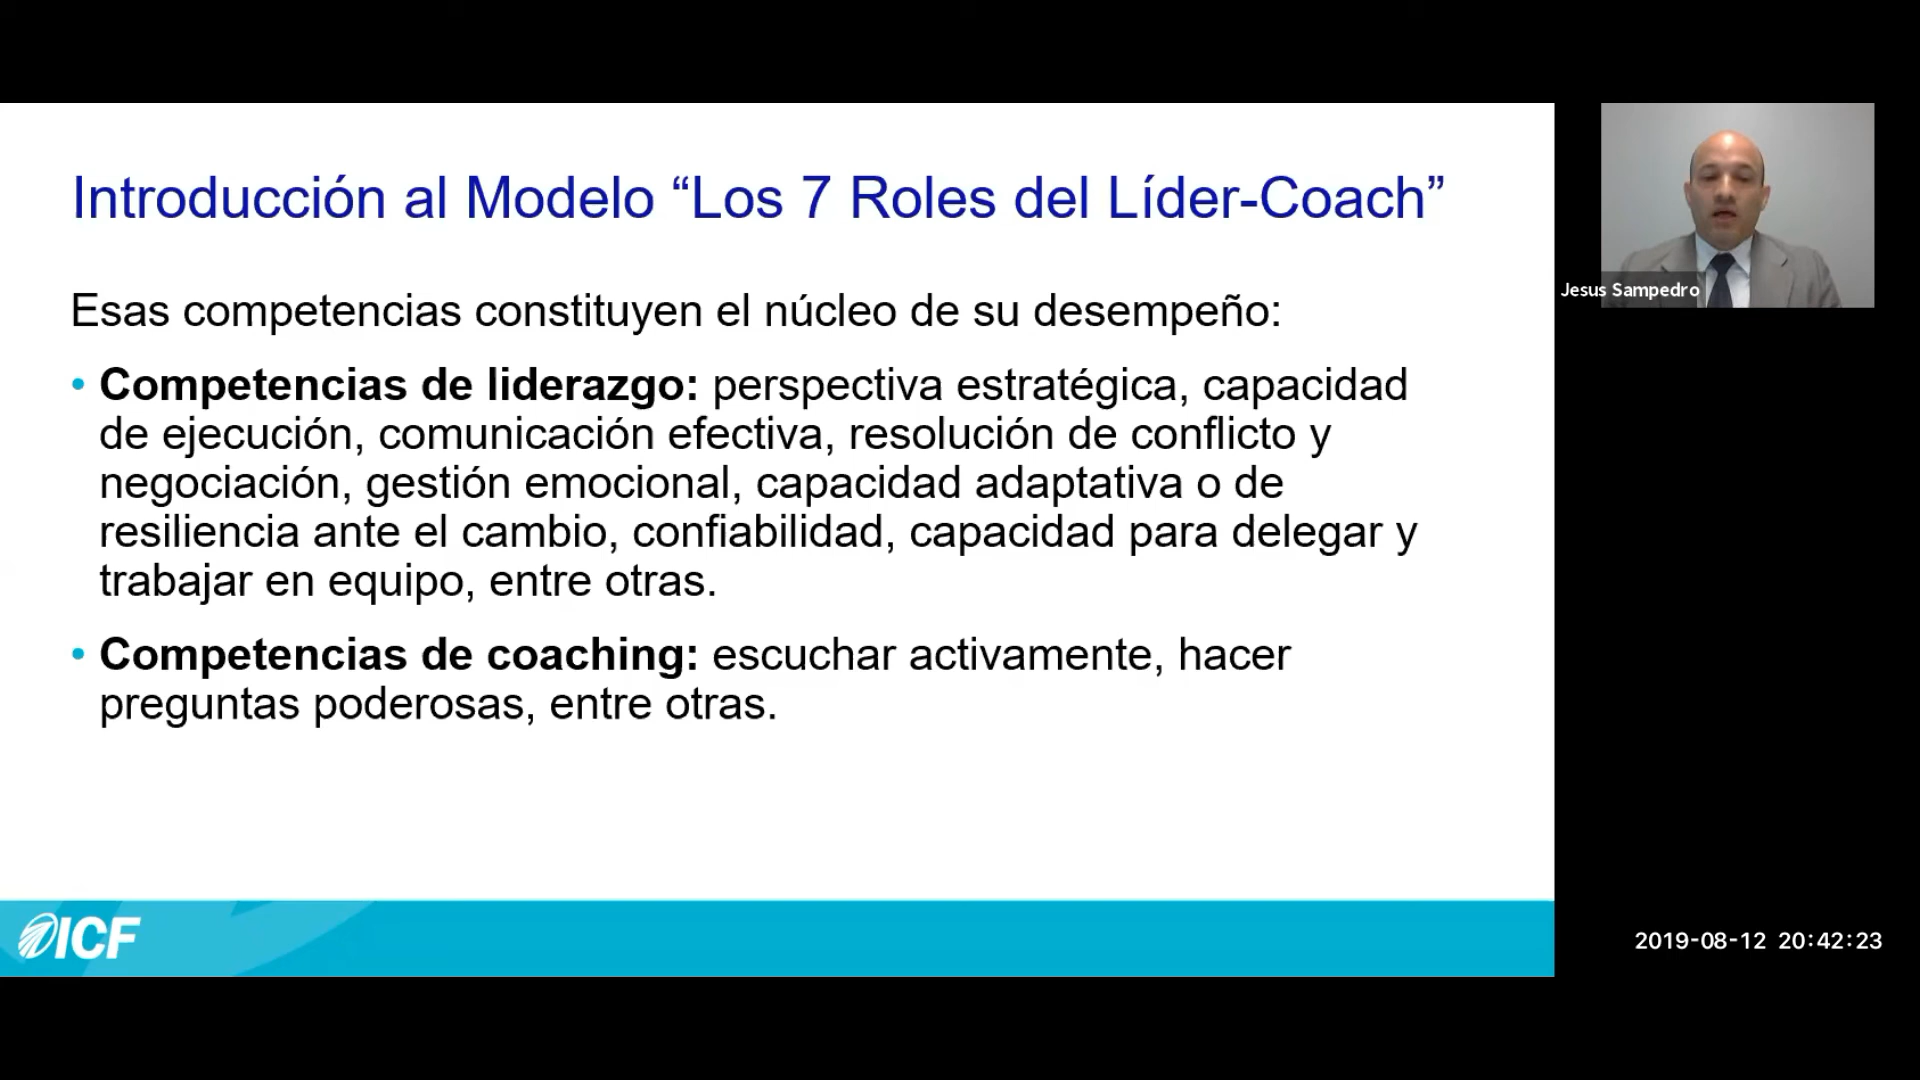 Introducción al Modelo “Los 7 Roles del Líder-Coach”
Esas competencias constituyen el núcleo de su desempeño:
• Competencias de liderazgo: perspectiva estratégica, capacidad
de ejecución, comunicación efectiva, resolución de conflicto y
negociación, gestión emocional, capacidad adaptativa o de
resiliencia ante el cambio, confiabilidad, capacidad para delegar y
trabajar en equipo, entre otras.
• Competencias de coaching: escuchar activamente, hacer
preguntas poderosas, entre otras.
ICF
Jesus Sampedro
2019-08-12 20:42:23